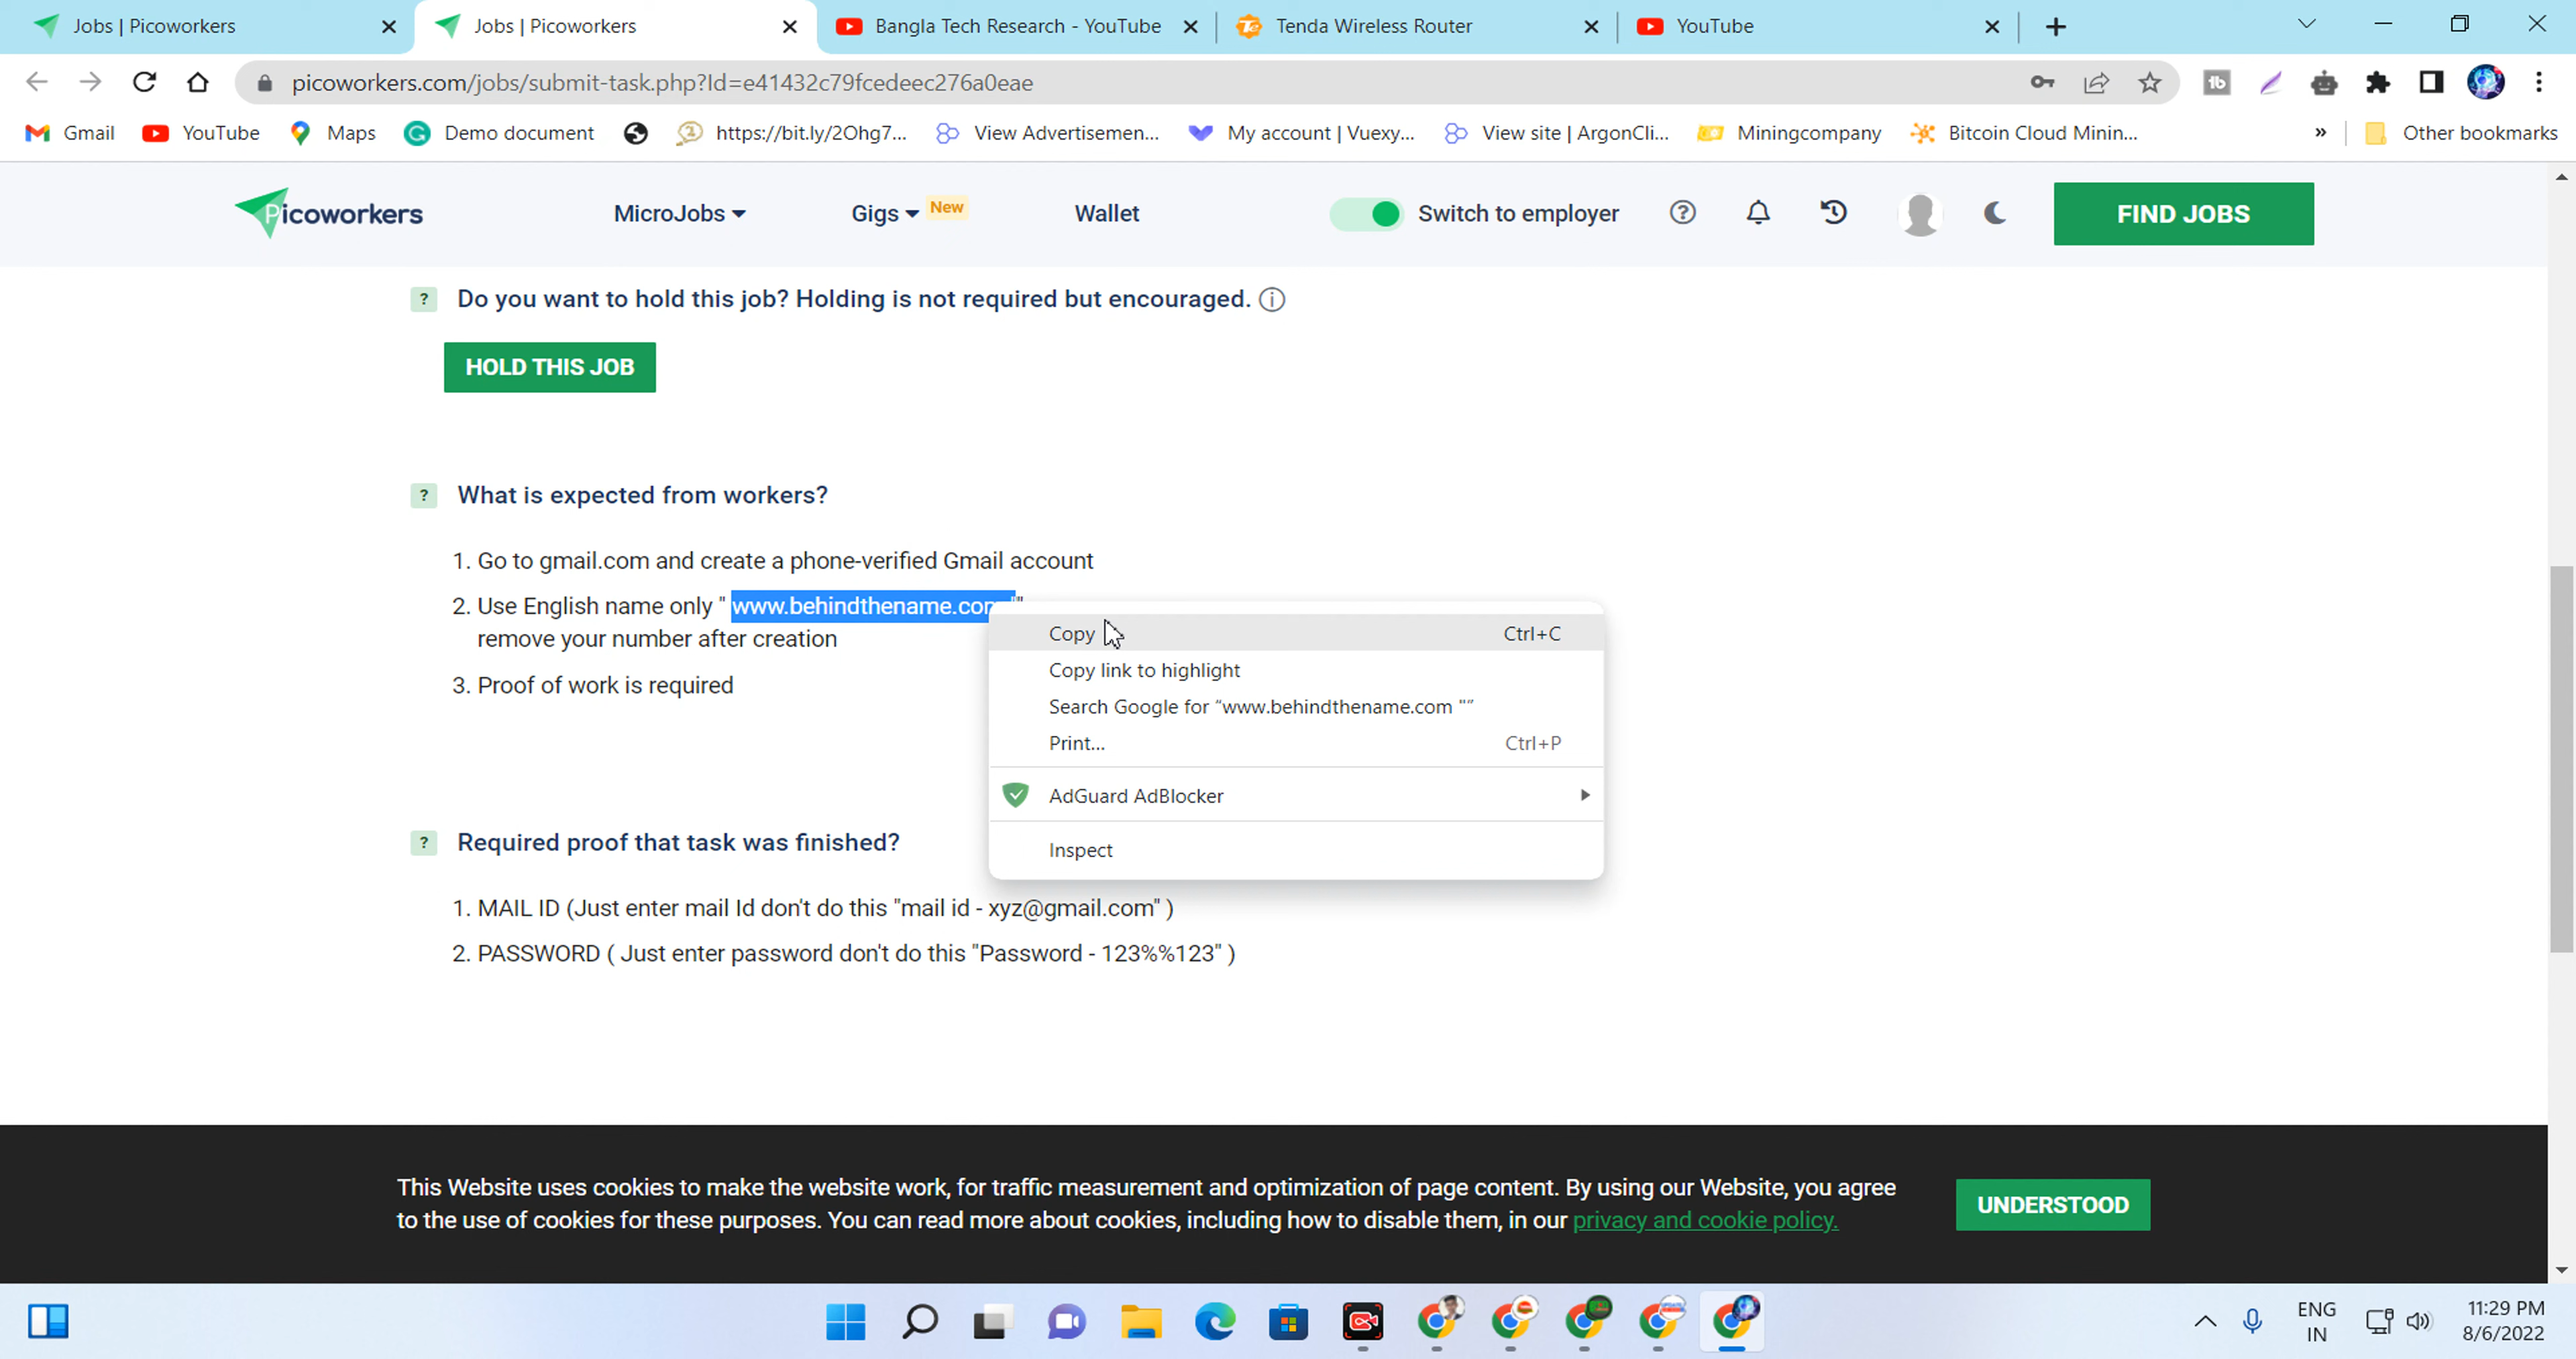 Jobs | Picoworkers
Jobs | Picoworkers
Bangla Tech Research - YouTube
Tenda Wireless Router
YouTube
picoworkers.com/jobs/submit-task.php?Id=e41432c79fcedeec276a0eae
Gmail
YouTube
Maps
Demo document
https://bit.ly/2Ohg7...
View Advertisemen...
My account | Vuexy...
View site | ArgonCli...
Miningcompany
Bitcoin Cloud Minin...
»
Other bookmarks
Picoworkers
MicroJobs
Gigs
New
Wallet
Switch to employer
FIND JOBS
? Do you want to hold this job? Holding is not required but encouraged.
HOLD THIS JOB
? What is expected from workers?
1. Go to gmail.com and create a phone-verified Gmail account
2. Use English name only " www.behindthename.com ""
remove your number after creation
3. Proof of work is required
Copy Ctrl+C
Copy link to highlight
Search Google for “www.behindthename.com "”
Print... Ctrl+P
AdGuard AdBlocker
Inspect
? Required proof that task was finished?
1. MAIL ID (Just enter mail Id don't do this "mail id - xyz@gmail.com" )
2. PASSWORD ( Just enter password don't do this "Password - 123%%123" )
This Website uses cookies to make the website work, for traffic measurement and optimization of page content. By using our Website, you agree
to the use of cookies for these purposes. You can read more about cookies, including how to disable them, in our privacy and cookie policy.
UNDERSTOOD
ENG
IN
11:29 PM
8/6/2022